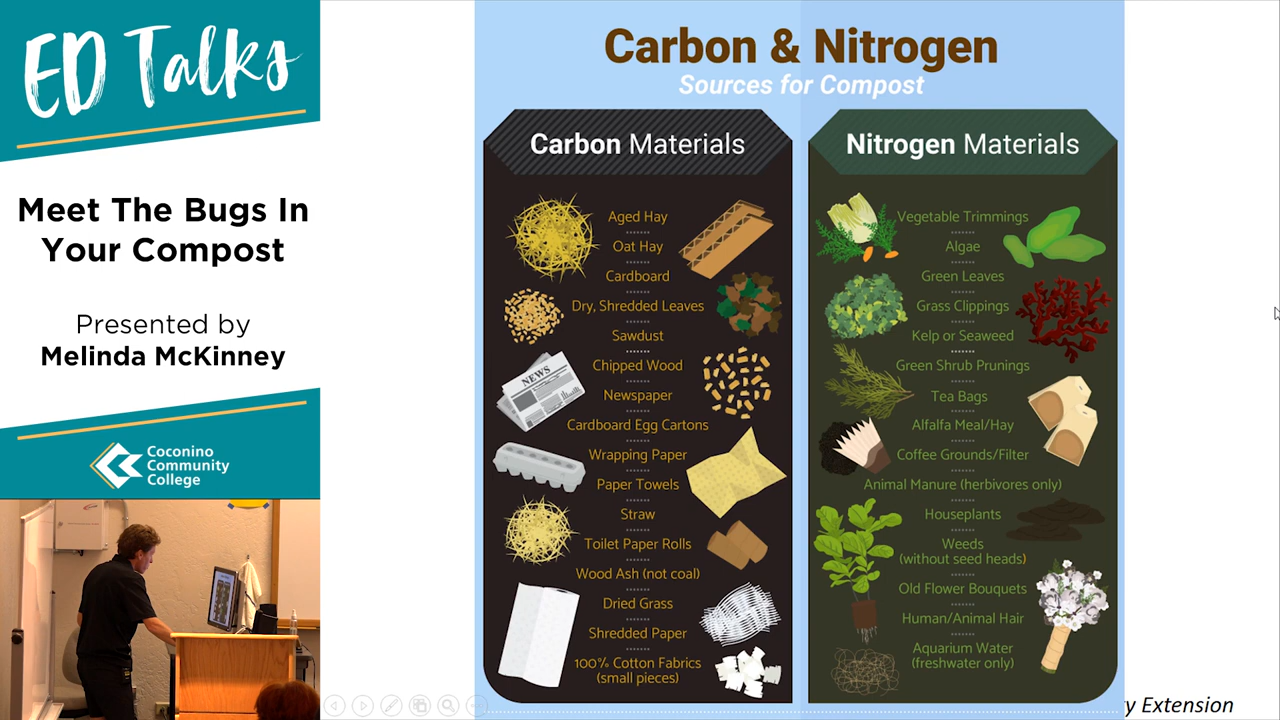 ED Talks
Meet The Bugs In
Your Compost
Presented by
Melinda McKinney
Coconino
Community
College
Carbon & Nitrogen
Sources for Compost
Carbon Materials
Aged Hay
Oat Hay
Cardboard
Dry, Shredded Leaves
Sawdust
Chipped Wood
Newspaper
Cardboard Egg Cartons
Wrapping Paper
Paper Towels
Straw
Toilet Paper Rolls
Wood Ash (not coal)
Dried Grass
Shredded Paper
100% Cotton Fabrics
(small pieces)
NEWS
Nitrogen Materials
Vegetable Trimmings
Algae
Green Leaves
Grass Clippings
Kelp or Seaweed
Green Shrub Prunings
Tea Bags
Alfalfa Meal/Hay
Coffee Grounds/Filter
Animal Manure (herbivores only)
Houseplants
Weeds
(without seed heads)
Old Flower Bouquets
Human/Animal Hair
Aquarium Water
(freshwater only)
y Extension